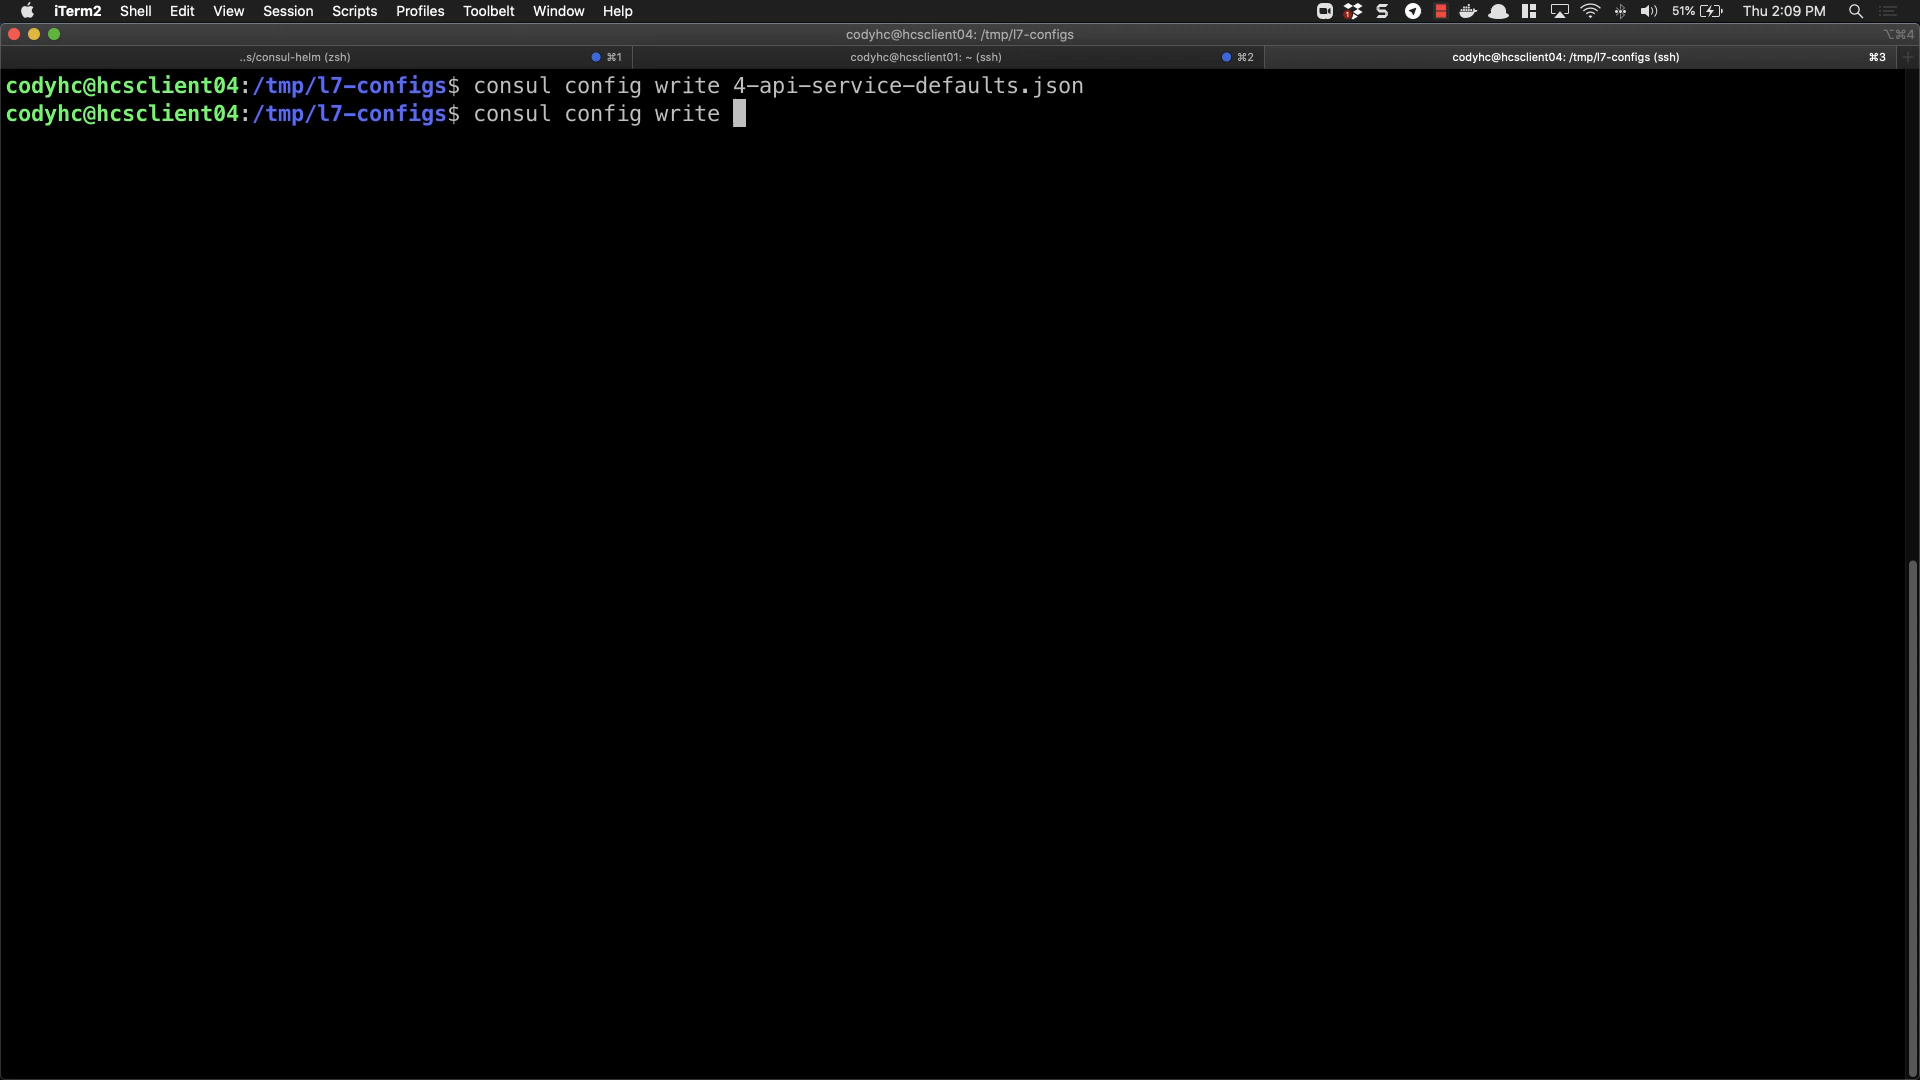 iTerm2 Shell Edit View Session Scripts Profiles Toolbelt Window Help 51% Thu 2:09 PM
codyhc@hcsclient04: /tmp/l7-configs ⌥⌘4
..s/consul-helm (zsh) ⌘1 codyhc@hcsclient01: ~ (ssh) ⌘2 codyhc@hcsclient04: /tmp/l7-configs (ssh) ⌘3
codyhc@hcsclient04:/tmp/l7-configs$ consul config write 4-api-service-defaults.json
codyhc@hcsclient04:/tmp/l7-configs$ consul config write